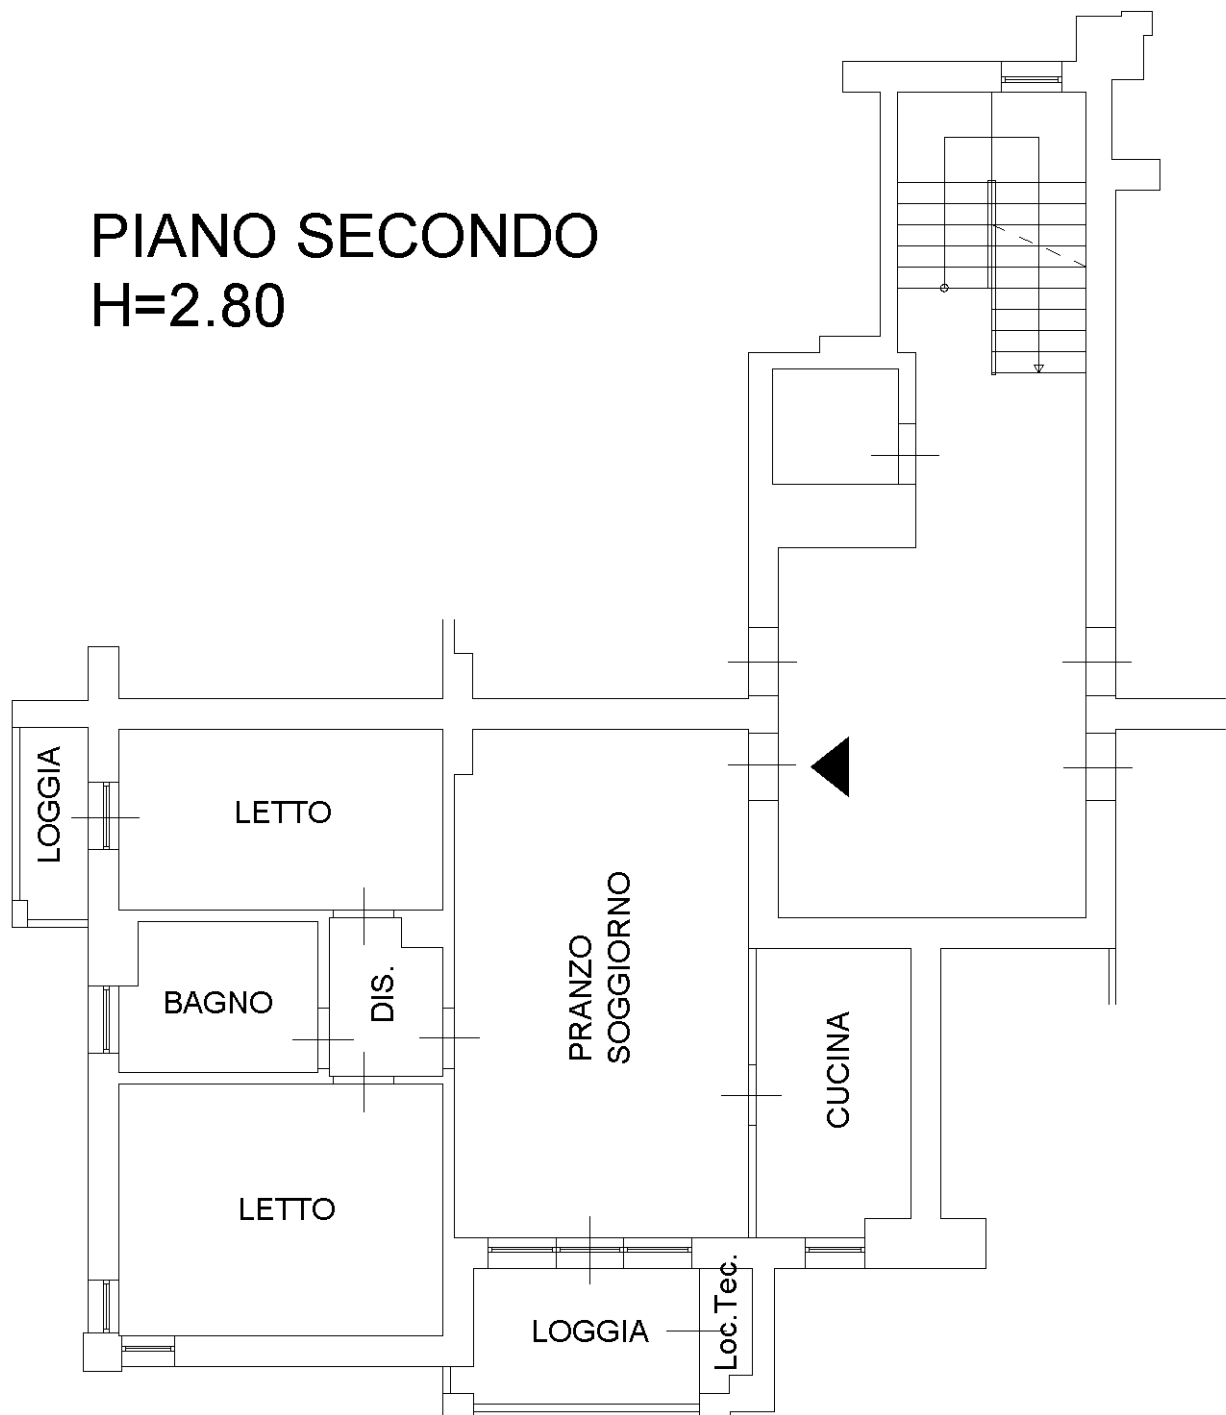 PIANO SECONDO
H=2.80
LOGGIA
LETTO
BAGNO
DIS.
PRANZO
SOGGIORNO
CUCINA
LETTO
LOGGIA
Loc.Tec.